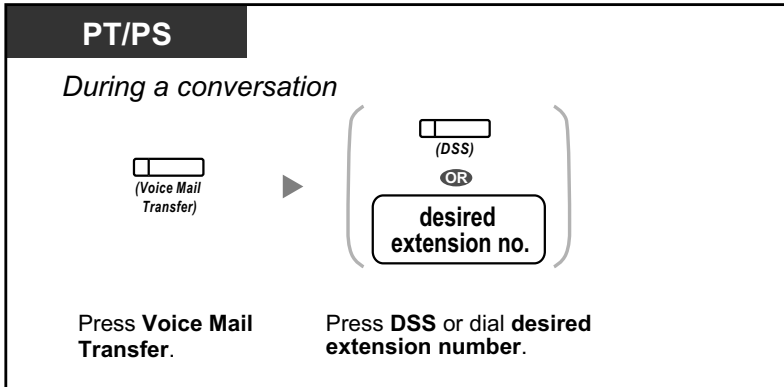 PT/PS
During a conversation
(DSS)
(Voice Mail
Transfer)
OR
desired
extension no.
Press Voice Mail
Transfer.
Press DSS or dial desired
extension number.